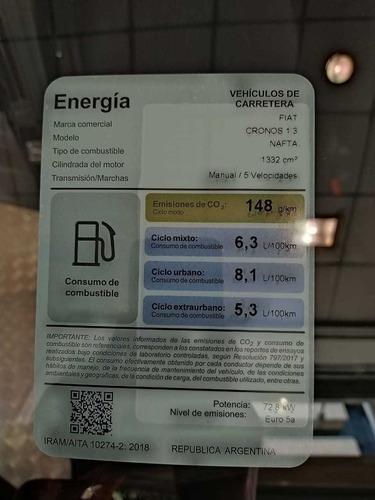 Energía
VEHÍCULOS DE
CARRETERA
Marca comercial FIAT
Modelo CRONOS 1.3
Tipo de combustible NAFTA
Cilindrada del motor 1332 cm³
Transmisión/Marchas Manual / 5 Velocidades
Emisiones de CO₂: 148 g/km
Ciclo mixto
Ciclo mixto: 6,3 L/100km
Consumo de combustible
Ciclo urbano: 8,1 L/100km
Consumo de combustible
Ciclo extraurbano: 5,3 L/100km
Consumo de combustible
Consumo de
combustible
IMPORTANTE: Los valores informados de las emisiones de CO₂ y consumo de
combustible son referenciales, corresponden a los constatados en los reportes de ensayos
realizados bajo condiciones de laboratorio controladas, según Resolución 797/2017 y
subsiguientes. El consumo efectivamente obtenido por cada conductor depende de sus
hábitos de manejo, de la frecuencia de mantenimiento del vehículo, de las condiciones
ambientales y geográficas, de la condición de carga, del combustible utilizado, entre otras.
Potencia: 72.8 kW
Nivel de emisiones: Euro 5a
IRAM/AITA 10274-2: 2018 REPUBLICA ARGENTINA